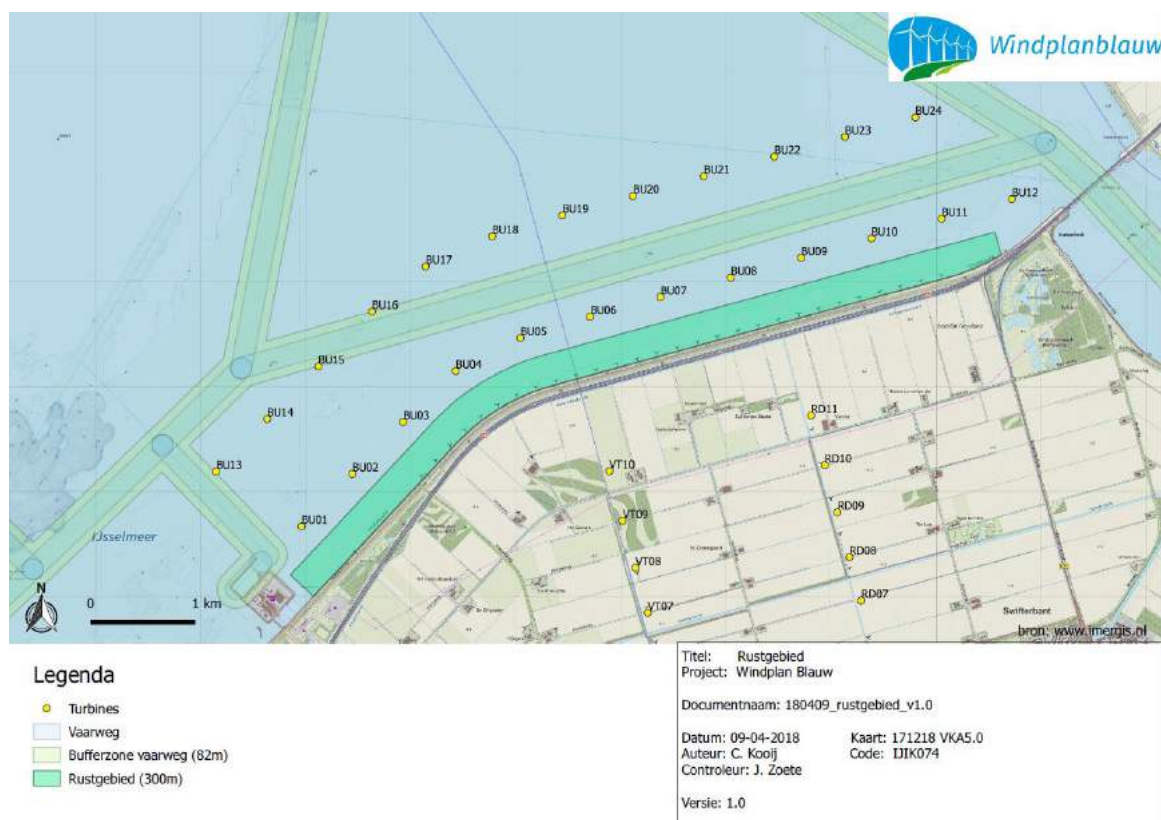 Windplanblauw
BU24
BU23
BU22
BU21
BU20
BU19
BU18
BU17
BU16
BU15
BU14
BU13
BU12
BU11
BU10
BU09
BU08
BU07
BU06
BU05
BU04
BU03
BU02
BU01
RD11
RD10
RD09
RD08
RD07
VT10
VT09
VT08
VT07
IJsselmeer
Swifterbant
N
0 1 km
bron: www.imergis.nl
Legenda
Turbines
Vaarweg
Bufferzone vaarweg (82m)
Rustgebied (300m)
Titel: Rustgebied
Project: Windplan Blauw
Documentnaam: 180409_rustgebied_v1.0
Datum: 09-04-2018 Kaart: 171218 VKA5.0
Auteur: C. Kooij Code: IJIK074
Controleur: J. Zoete
Versie: 1.0